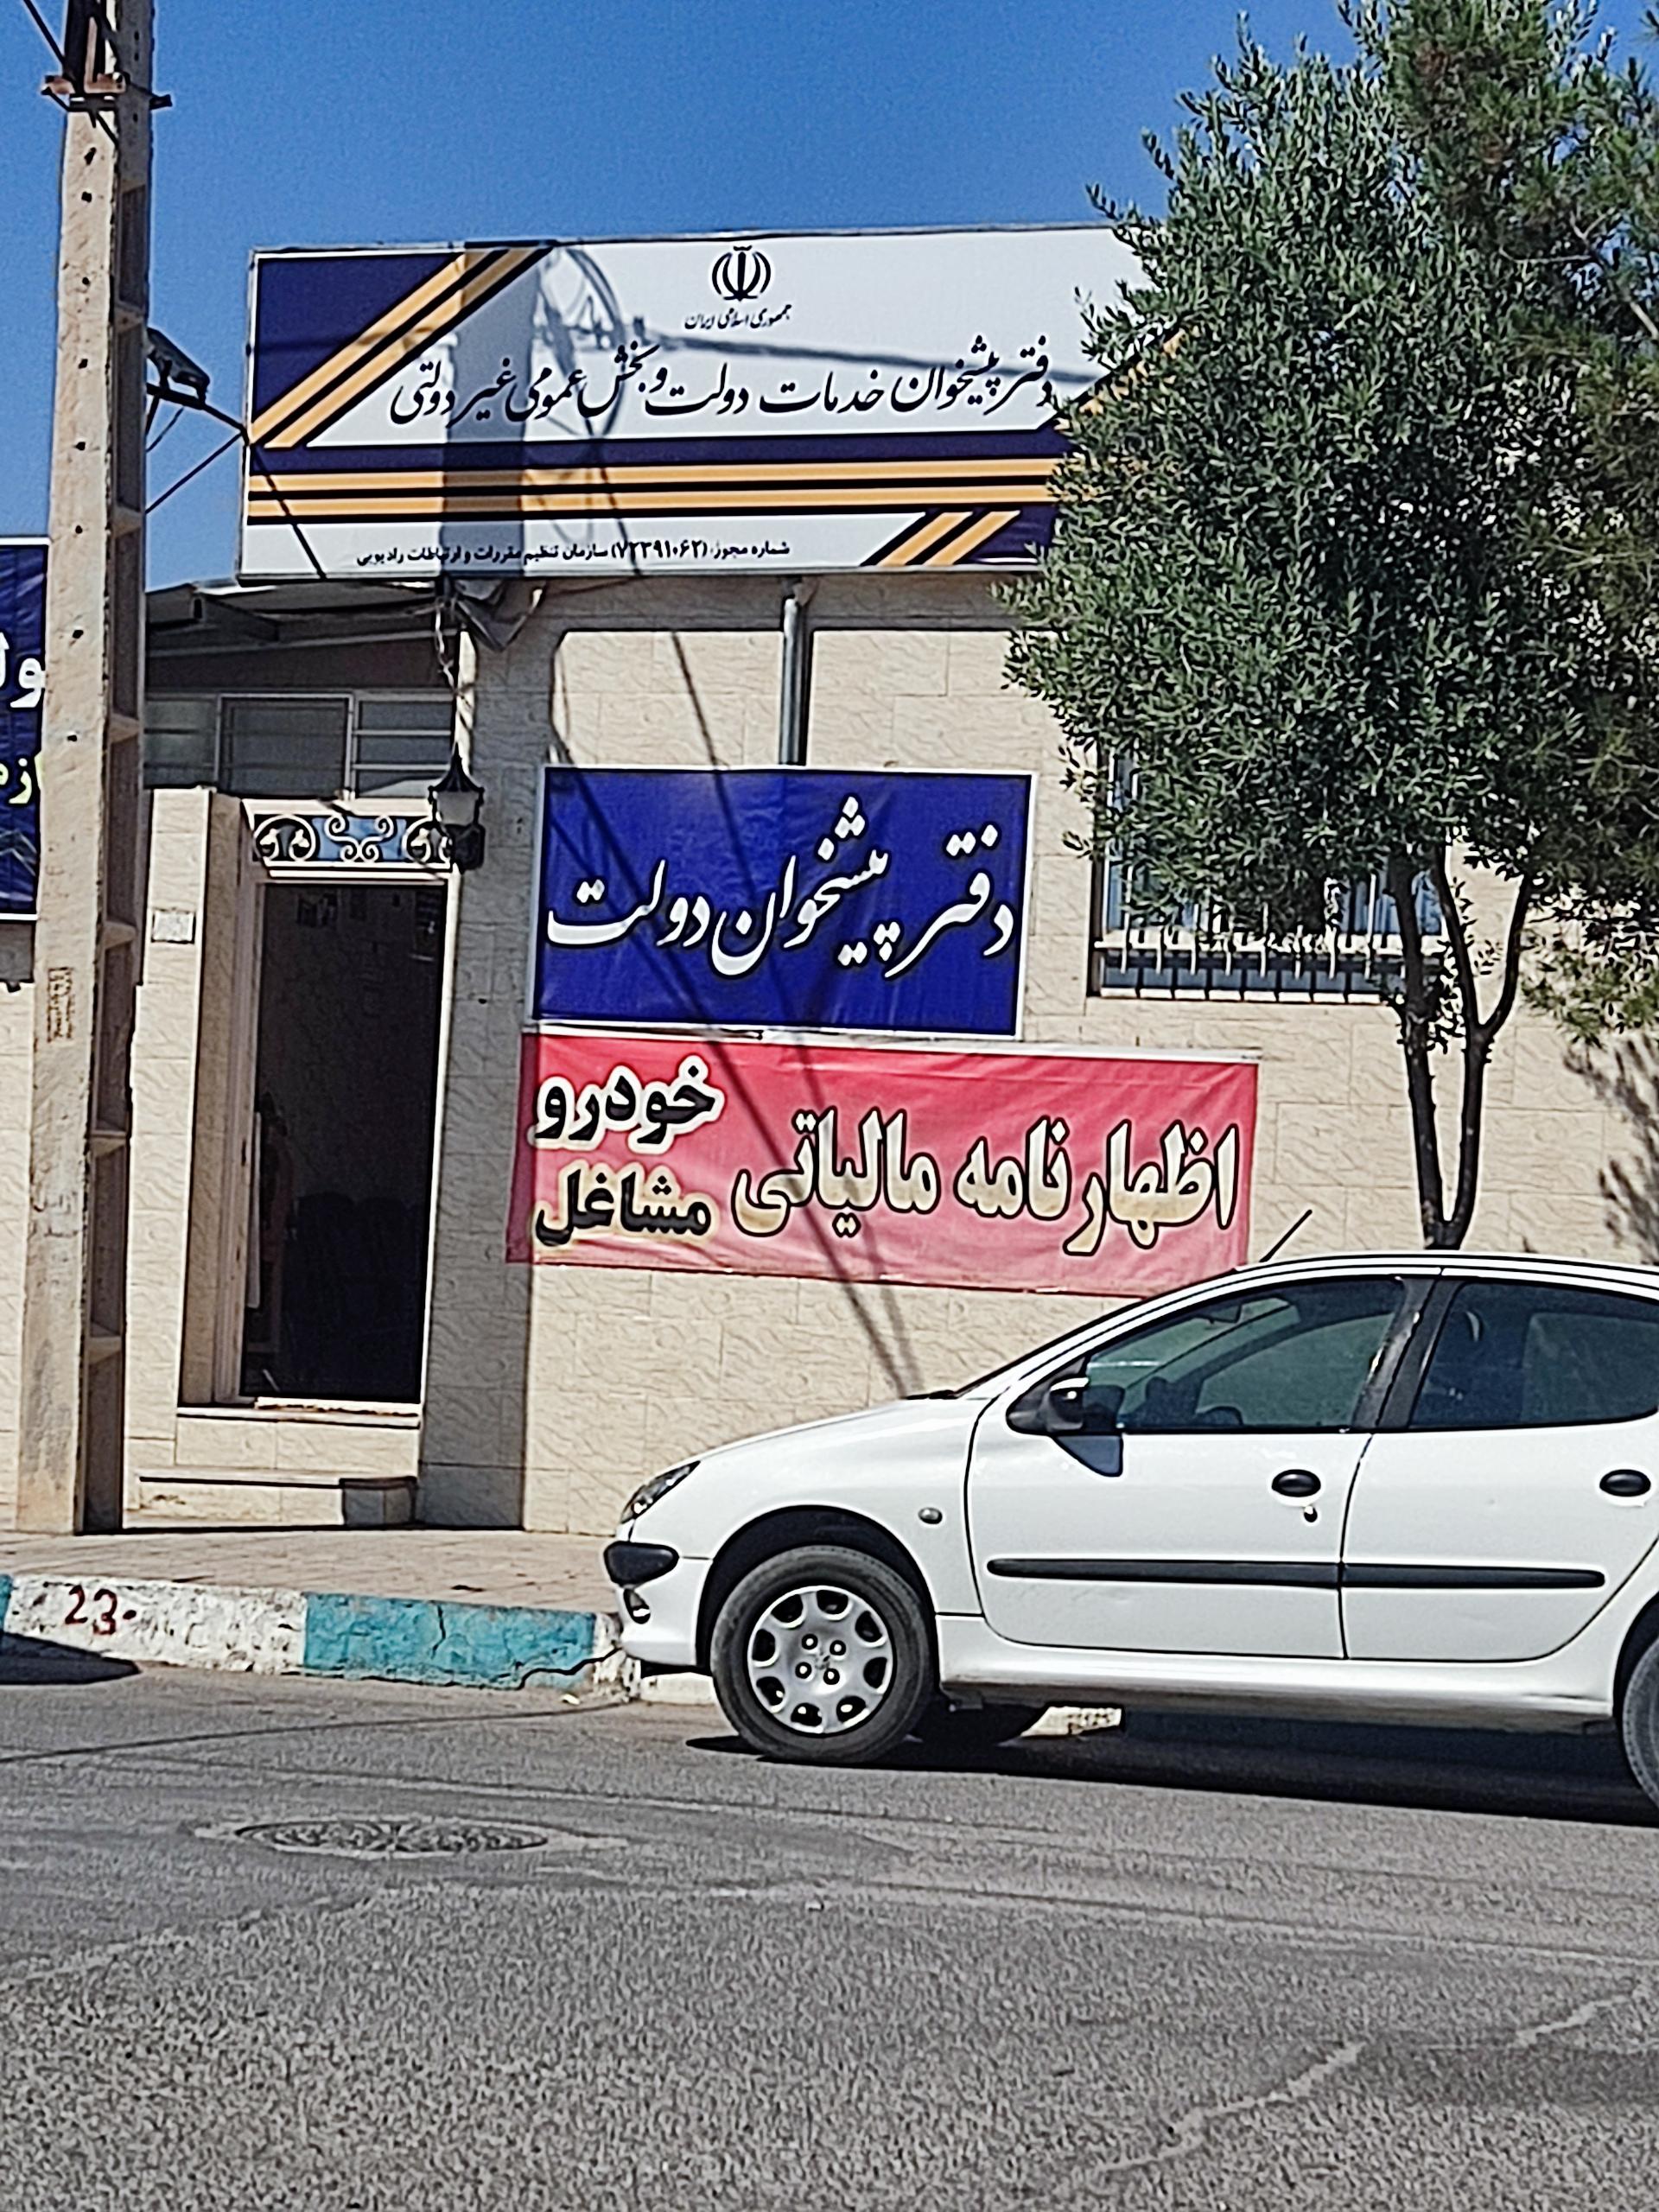 جمهوری اسلامی ایران
دفتر پیشخوان خدمات دولت و بخش عمومی غیر دولتی
شماره مجوز (۷۲۳۹۱۰۶۲) سازمان تنظیم مقررات و ارتباطات رادیویی
دفتر پیشخوان دولت
اظهارنامه مالیاتی
خودرو
مشاغل
23